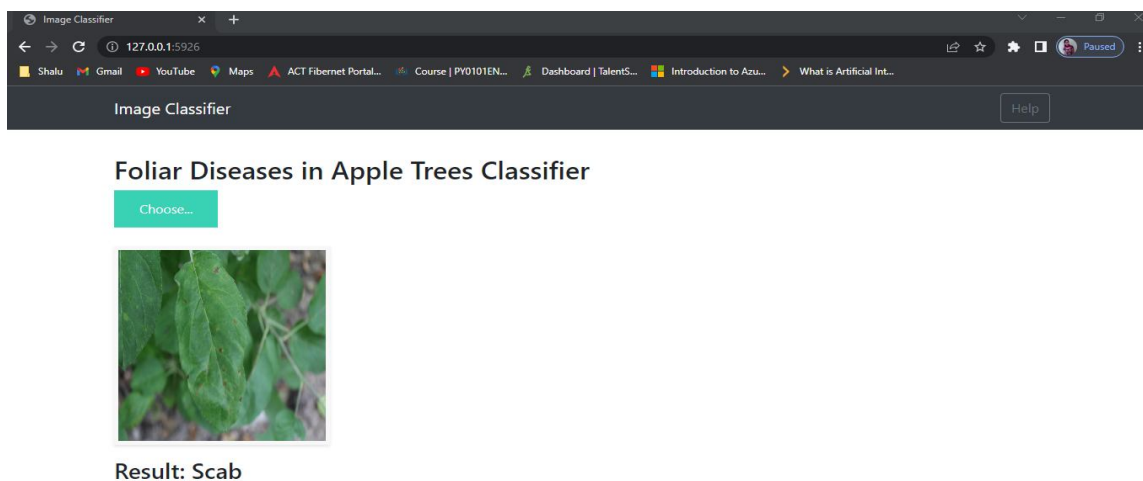 Image Classifier
127.0.0.1:5926
Paused
Shalu Gmail YouTube Maps ACT Fibernet Portal... Course | PY0101EN... Dashboard | TalentS... Introduction to Azu... What is Artificial Int...
Image Classifier Help
Foliar Diseases in Apple Trees Classifier
Choose...
Result: Scab